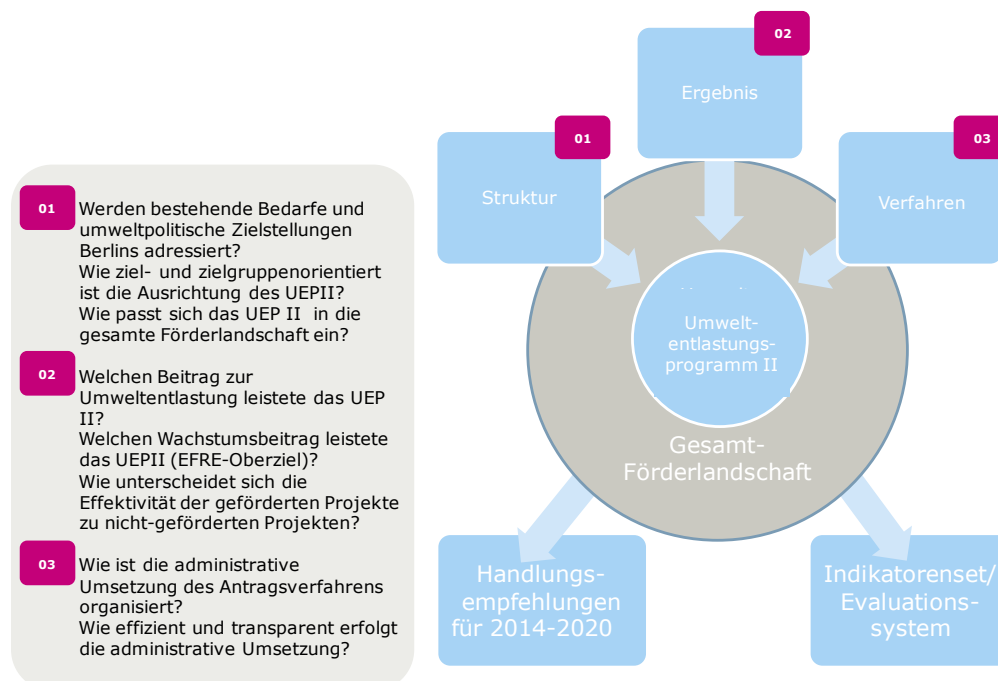 01
Werden bestehende Bedarfe und
umweltpolitische Zielstellungen
Berlins adressiert?
Wie ziel- und zielgruppenorientiert
ist die Ausrichtung des UEPII?
Wie passt sich das UEP II in die
gesamte Förderlandschaft ein?
02
Welchen Beitrag zur
Umweltentlastung leistete das UEP
II?
Welchen Wachstumsbeitrag leistete
das UEPII (EFRE-Oberziel)?
Wie unterscheidet sich die
Effektivität der geförderten Projekte
zu nicht-geförderten Projekten?
03
Wie ist die administrative
Umsetzung des Antragsverfahrens
organisiert?
Wie effizient und transparent erfolgt
die administrative Umsetzung?
01
Struktur
02
Ergebnis
03
Verfahren
Umwelt-
entlastungs-
programm II
Gesamt-
Förderlandschaft
Handlungs-
empfehlungen
für 2014-2020
Indikatorenset/
Evaluations-
system